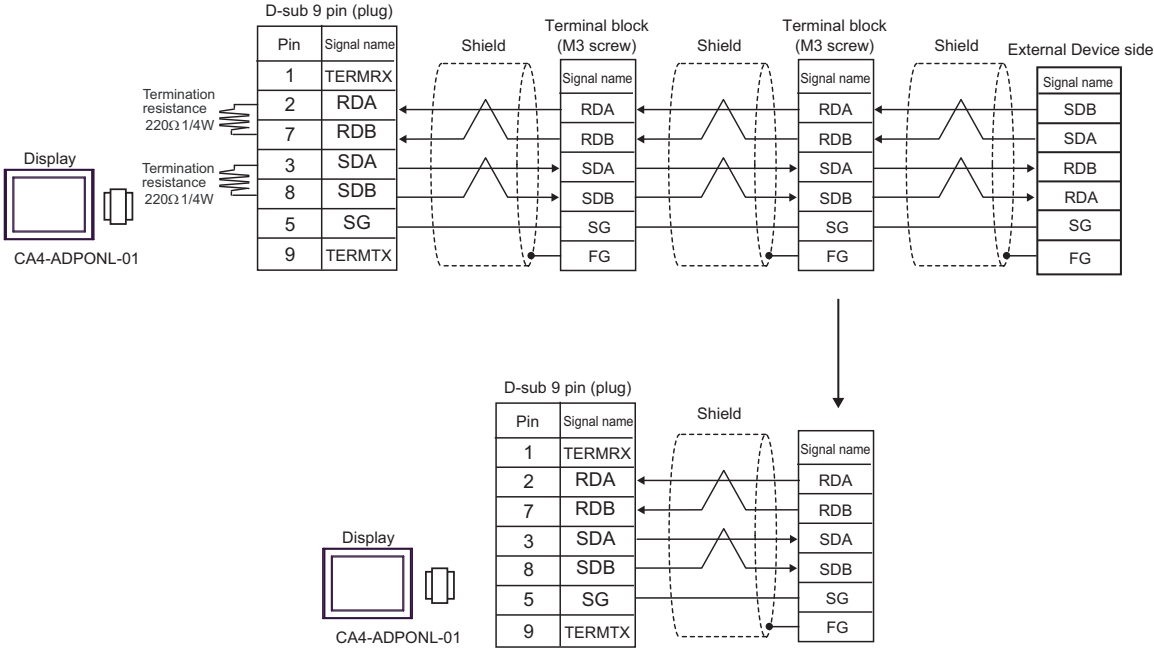 D-sub 9 pin (plug)
Terminal block
(M3 screw)
Terminal block
(M3 screw)
Shield
Shield
Shield
External Device side
Pin Signal name
1 TERMRX
2 RDA
7 RDB
3 SDA
8 SDB
5 SG
9 TERMTX
Termination
resistance
220Ω 1/4W
Termination
resistance
220Ω 1/4W
Display
CA4-ADPONL-01
Signal name
RDA
RDB
SDA
SDB
SG
FG
Signal name
RDA
RDB
SDA
SDB
SG
FG
Signal name
SDB
SDA
RDB
RDA
SG
FG
D-sub 9 pin (plug)
Shield
Pin Signal name
1 TERMRX
2 RDA
7 RDB
3 SDA
8 SDB
5 SG
9 TERMTX
Display
CA4-ADPONL-01
Signal name
RDA
RDB
SDA
SDB
SG
FG